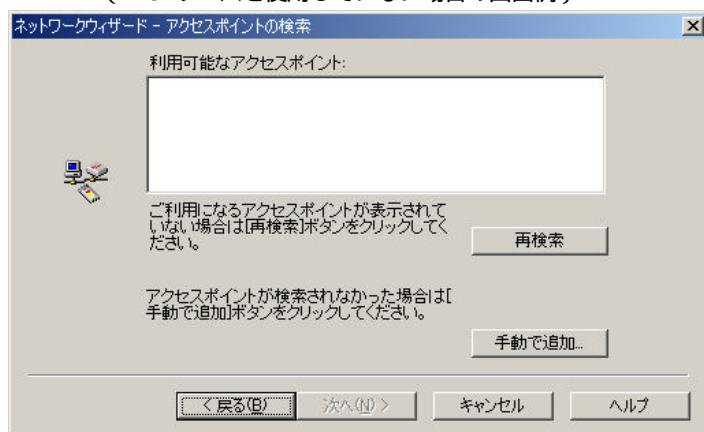 ネットワークウィザード - アクセスポイントの検索
利用可能なアクセスポイント:
ご利用になるアクセスポイントが表示されて
いない場合は[再検索]ボタンをクリックしてく
ださい。
再検索
アクセスポイントが検索されなかった場合は[
手動で追加]ボタンをクリックしてください。
手動で追加...
< 戻る(B)
次へ(N) >
キャンセル
ヘルプ